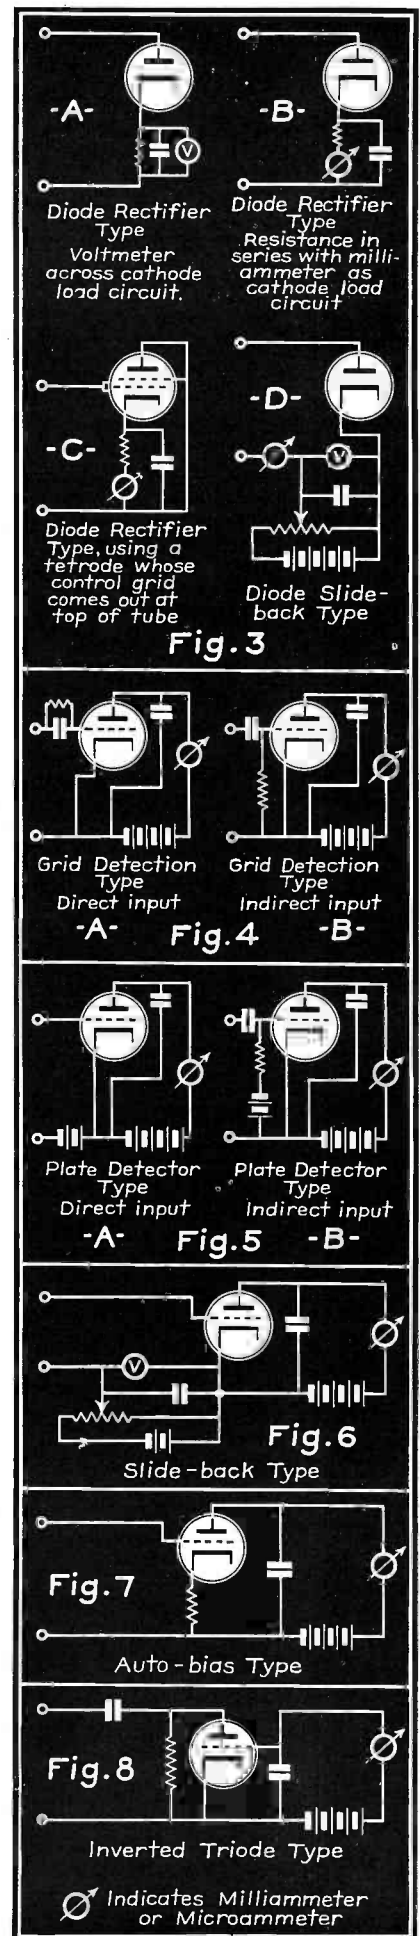 -A-
Diode Rectifier
Type
Voltmeter
across cathode
load circuit.
V
-B-
Diode Rectifier
Type
Resistance in
series with milli-
ammeter as
cathode load
circuit
-C-
Diode Rectifier
Type, using a
tetrode whose
control grid
comes out at
top of tube
-D-
V
Diode Slide-
back Type
Fig.3
Grid Detection
Type
Direct input
-A-
Grid Detection
Type
Indirect input
-B-
Fig.4
Plate Detector
Type
Direct input
-A-
Plate Detector
Type
Indirect input
-B-
Fig.5
V
Fig.6
Slide-back Type
Fig.7
Auto-bias Type
Fig.8
Inverted Triode Type
Indicates Milliammeter
or Microammeter